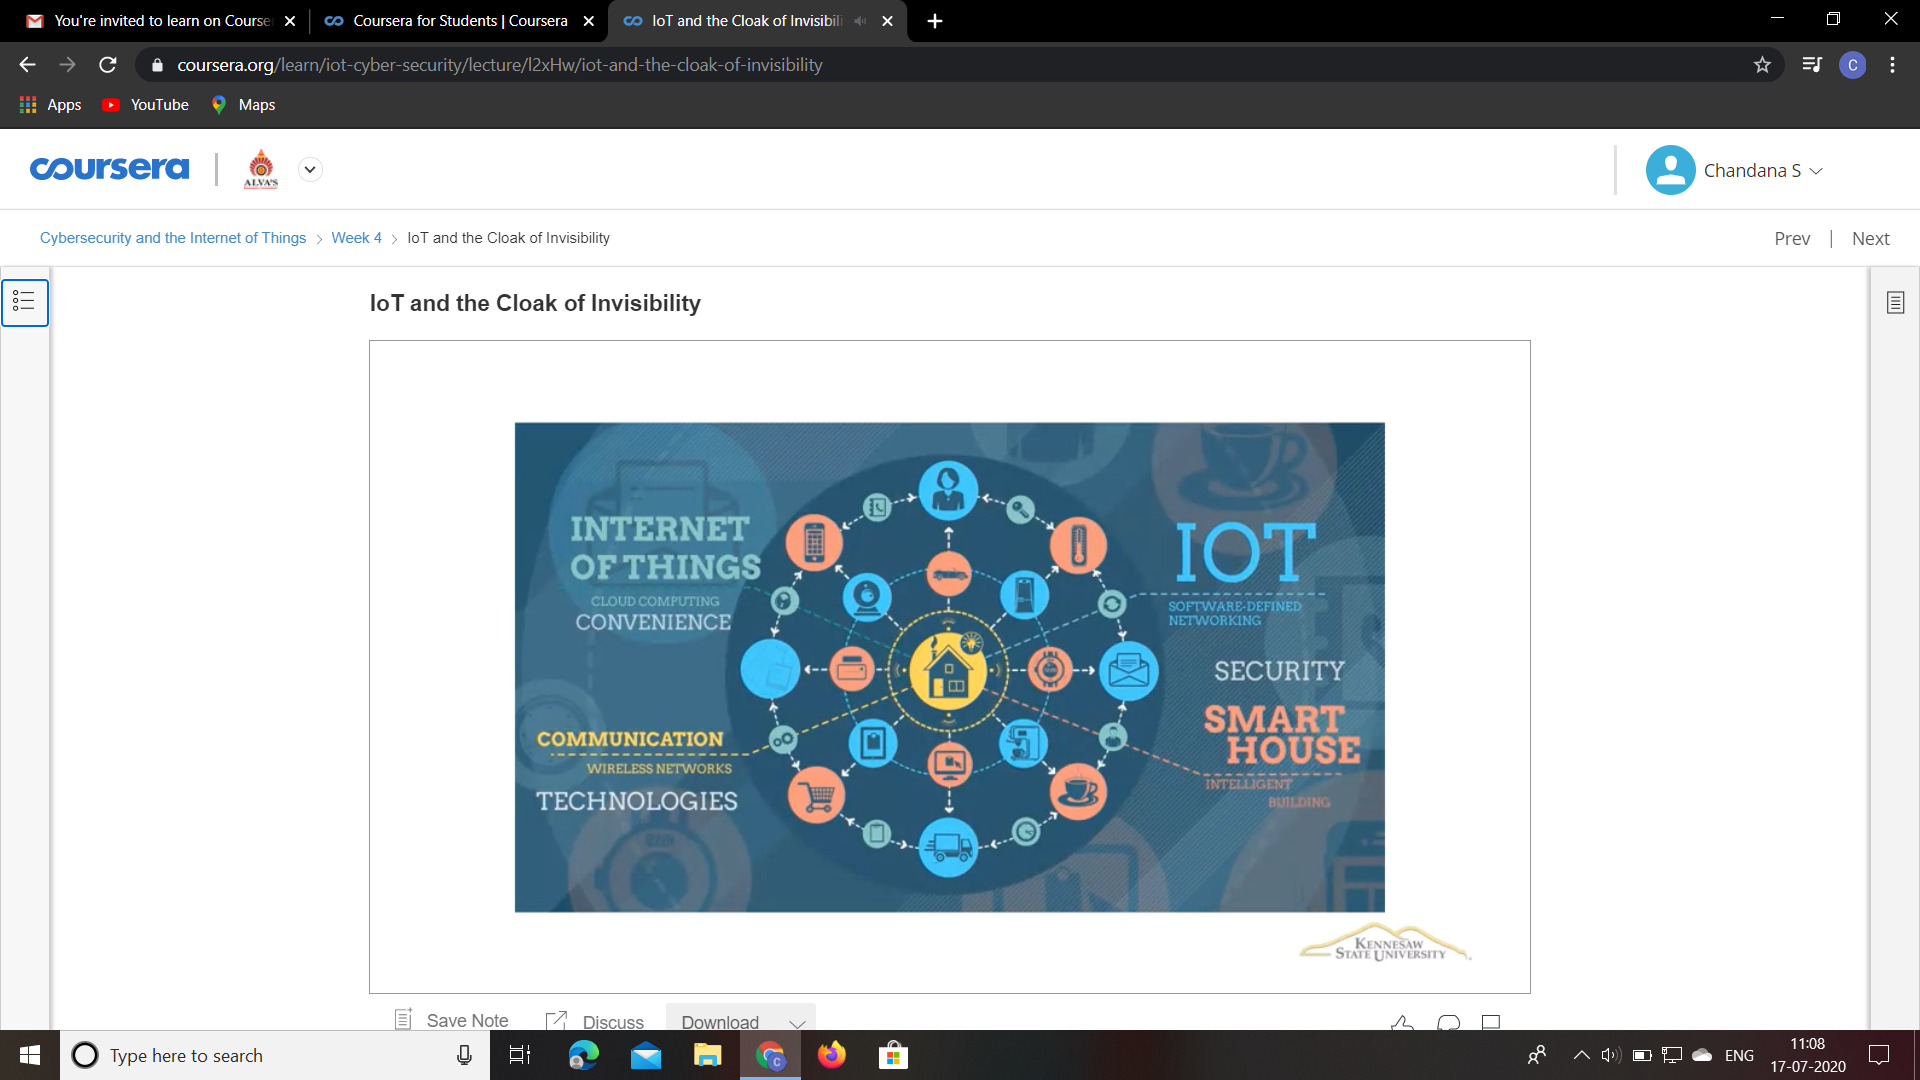 You're invited to learn on Course
Coursera for Students | Coursera
IoT and the Cloak of Invisibili
coursera.org/learn/iot-cyber-security/lecture/l2xHw/iot-and-the-cloak-of-invisibility
C
Apps
YouTube
Maps
coursera
ALVA'S
Chandana S
Cybersecurity and the Internet of Things > Week 4 > IoT and the Cloak of Invisibility
Prev | Next
IoT and the Cloak of Invisibility
INTERNET
OF THINGS
CLOUD COMPUTING
CONVENIENCE
IOT
SOFTWARE-DEFINED
NETWORKING
SECURITY
SMART
HOUSE
INTELLIGENT
BUILDING
COMMUNICATION
WIRELESS NETWORKS
TECHNOLOGIES
KENNESAW
STATE UNIVERSITY
Save Note
Discuss
Download
Type here to search
C
ENG
11:08
17-07-2020